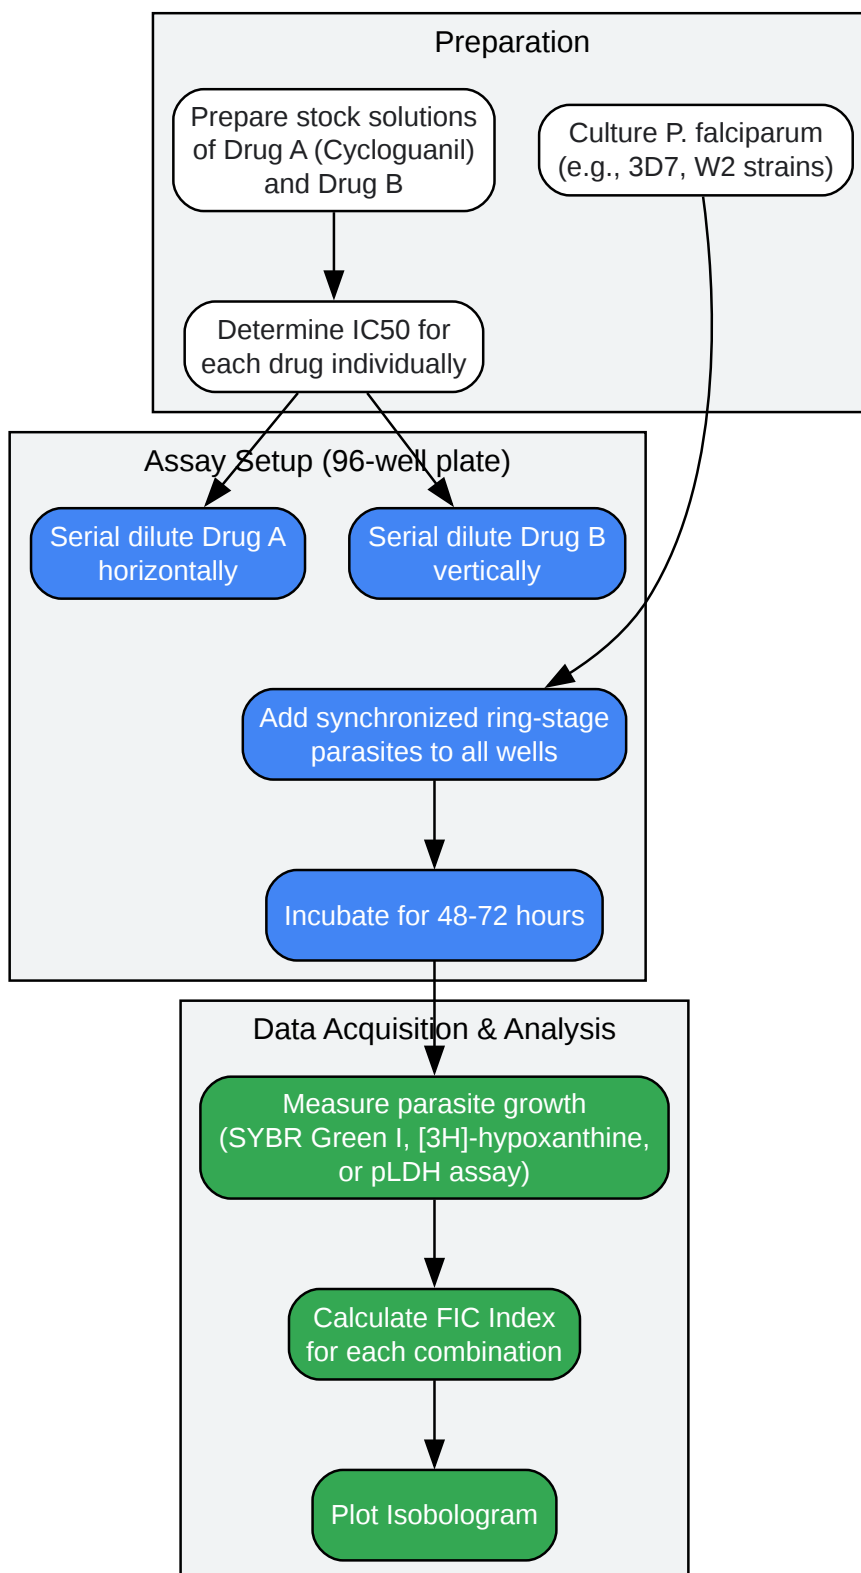 Preparation
Prepare stock solutions
of Drug A (Cycloguanil)
and Drug B
Culture P. falciparum
(e.g., 3D7, W2 strains)
Determine IC50 for
each drug individually
Assay Setup (96-well plate)
Serial dilute Drug A
horizontally
Serial dilute Drug B
vertically
Add synchronized ring-stage
parasites to all wells
Incubate for 48-72 hours
Data Acquisition & Analysis
Measure parasite growth
(SYBR Green I, [3H]-hypoxanthine,
or pLDH assay)
Calculate FIC Index
for each combination
Plot Isobologram